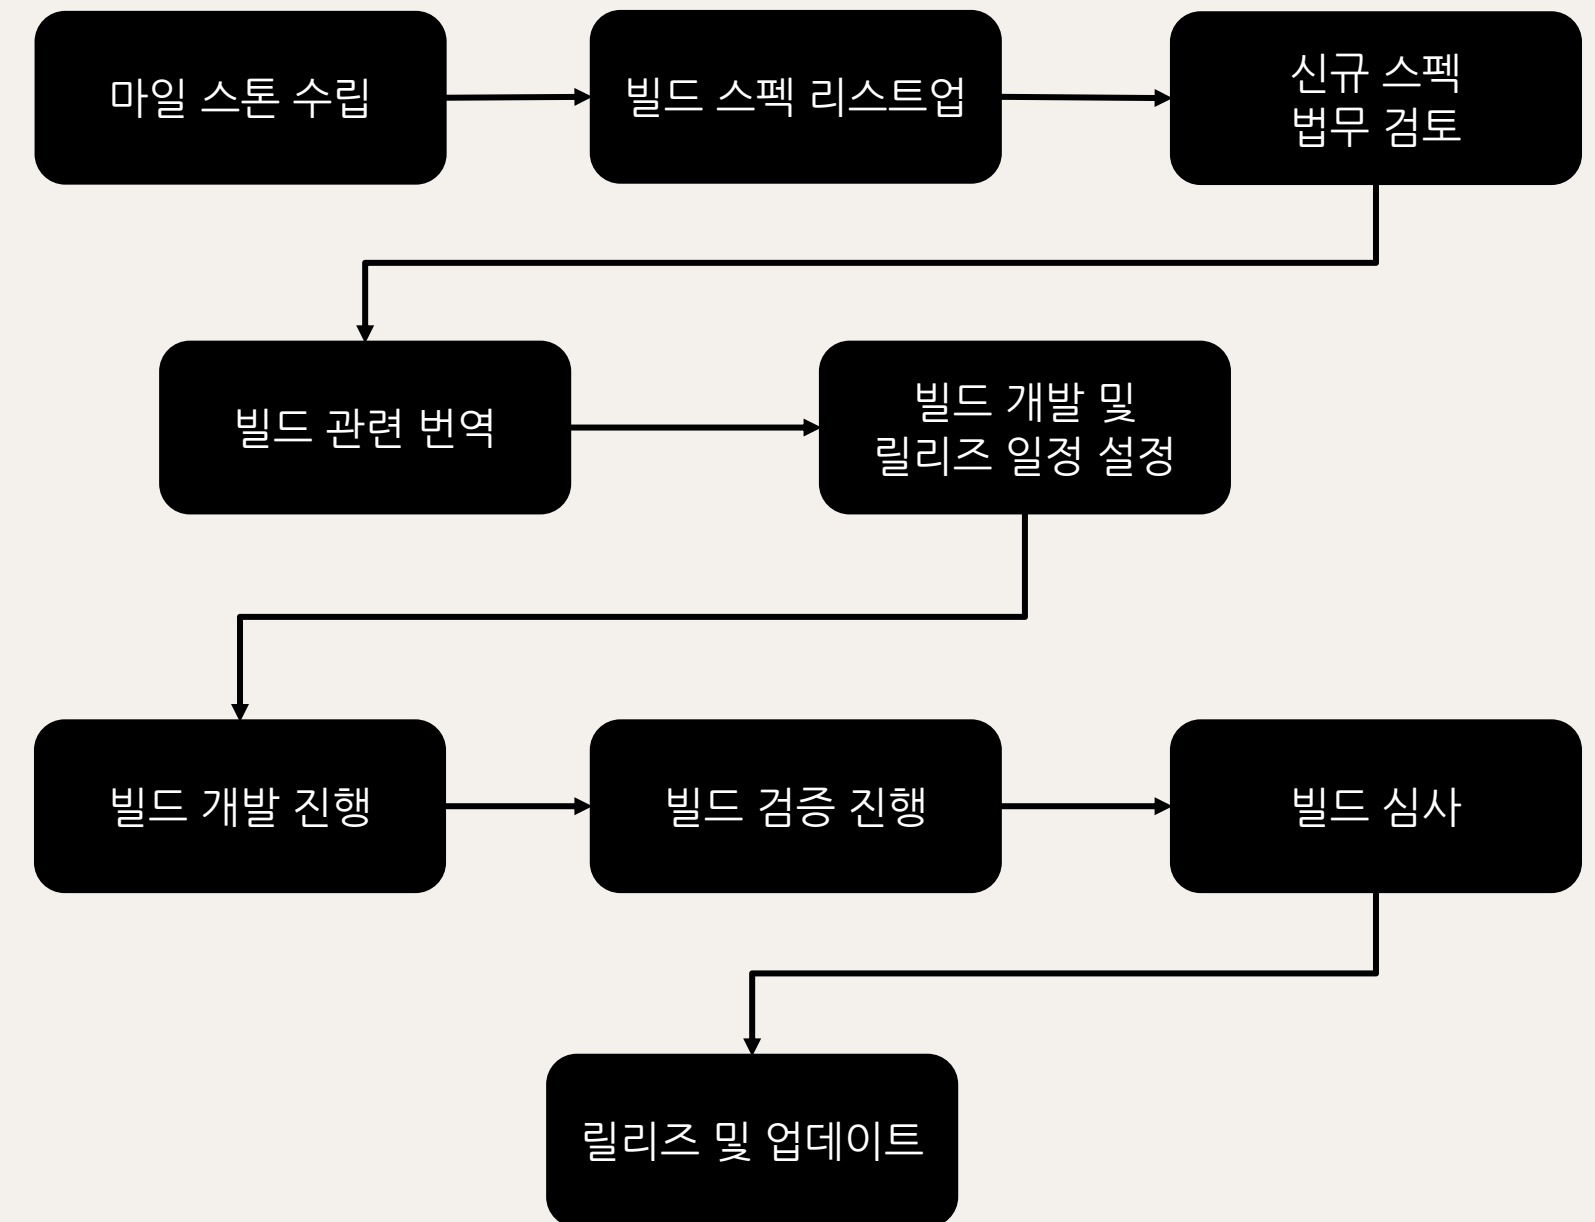 마일 스톤 수립
빌드 스펙 리스트업
신규 스펙
법무 검토
빌드 관련 번역
빌드 개발 및
릴리즈 일정 설정
빌드 개발 진행
빌드 검증 진행
빌드 심사
릴리즈 및 업데이트